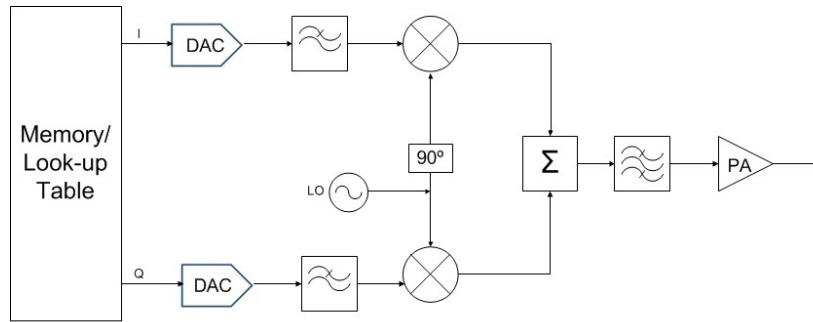 Memory/
Look-up
Table
I
DAC
90º
LO
Σ
PA
Q
DAC